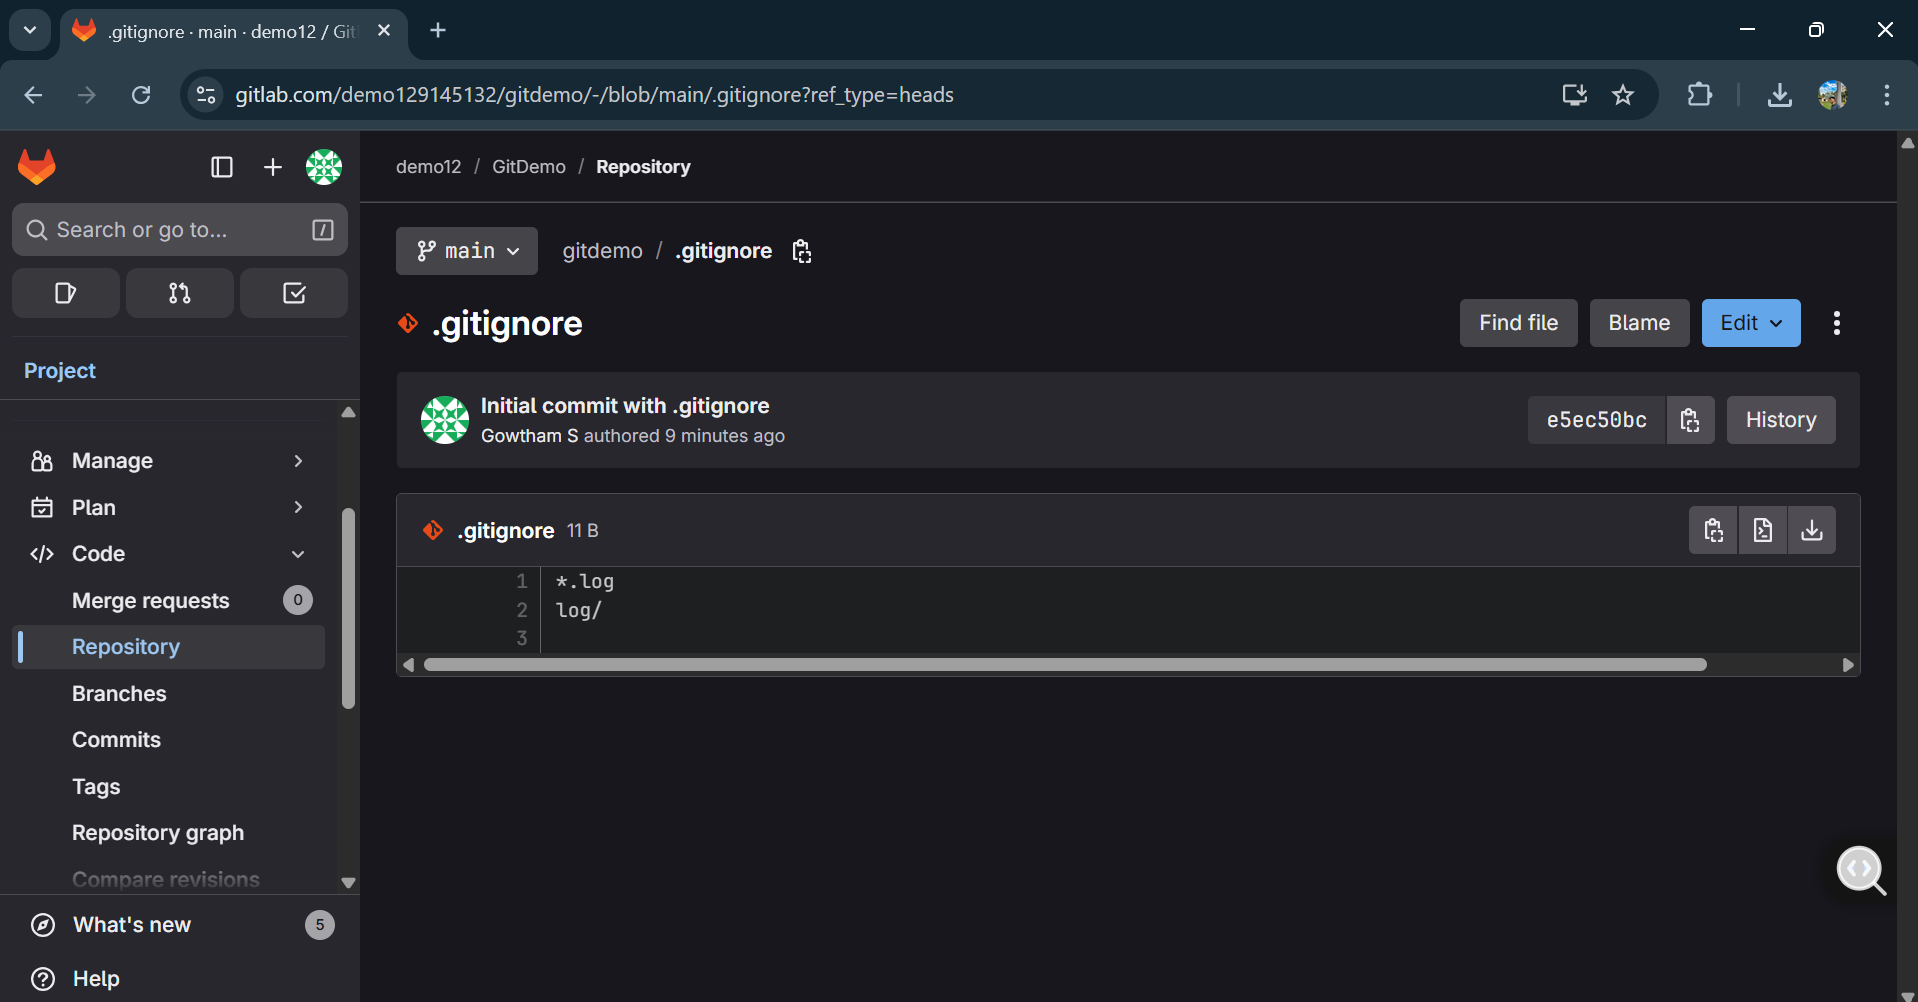 .gitignore · main · demo12 / Git
gitlab.com/demo129145132/gitdemo/-/blob/main/.gitignore?ref_type=heads
demo12 / GitDemo / Repository
Search or go to... /
Project
Manage
Plan
Code
Merge requests 0
Repository
Branches
Commits
Tags
Repository graph
Compare revisions
What's new 5
Help
main
gitdemo / .gitignore
.gitignore
Find file
Blame
Edit
Initial commit with .gitignore
Gowtham S authored 9 minutes ago
e5ec50bc
History
.gitignore 11 B
1 *.log
2 log/
3